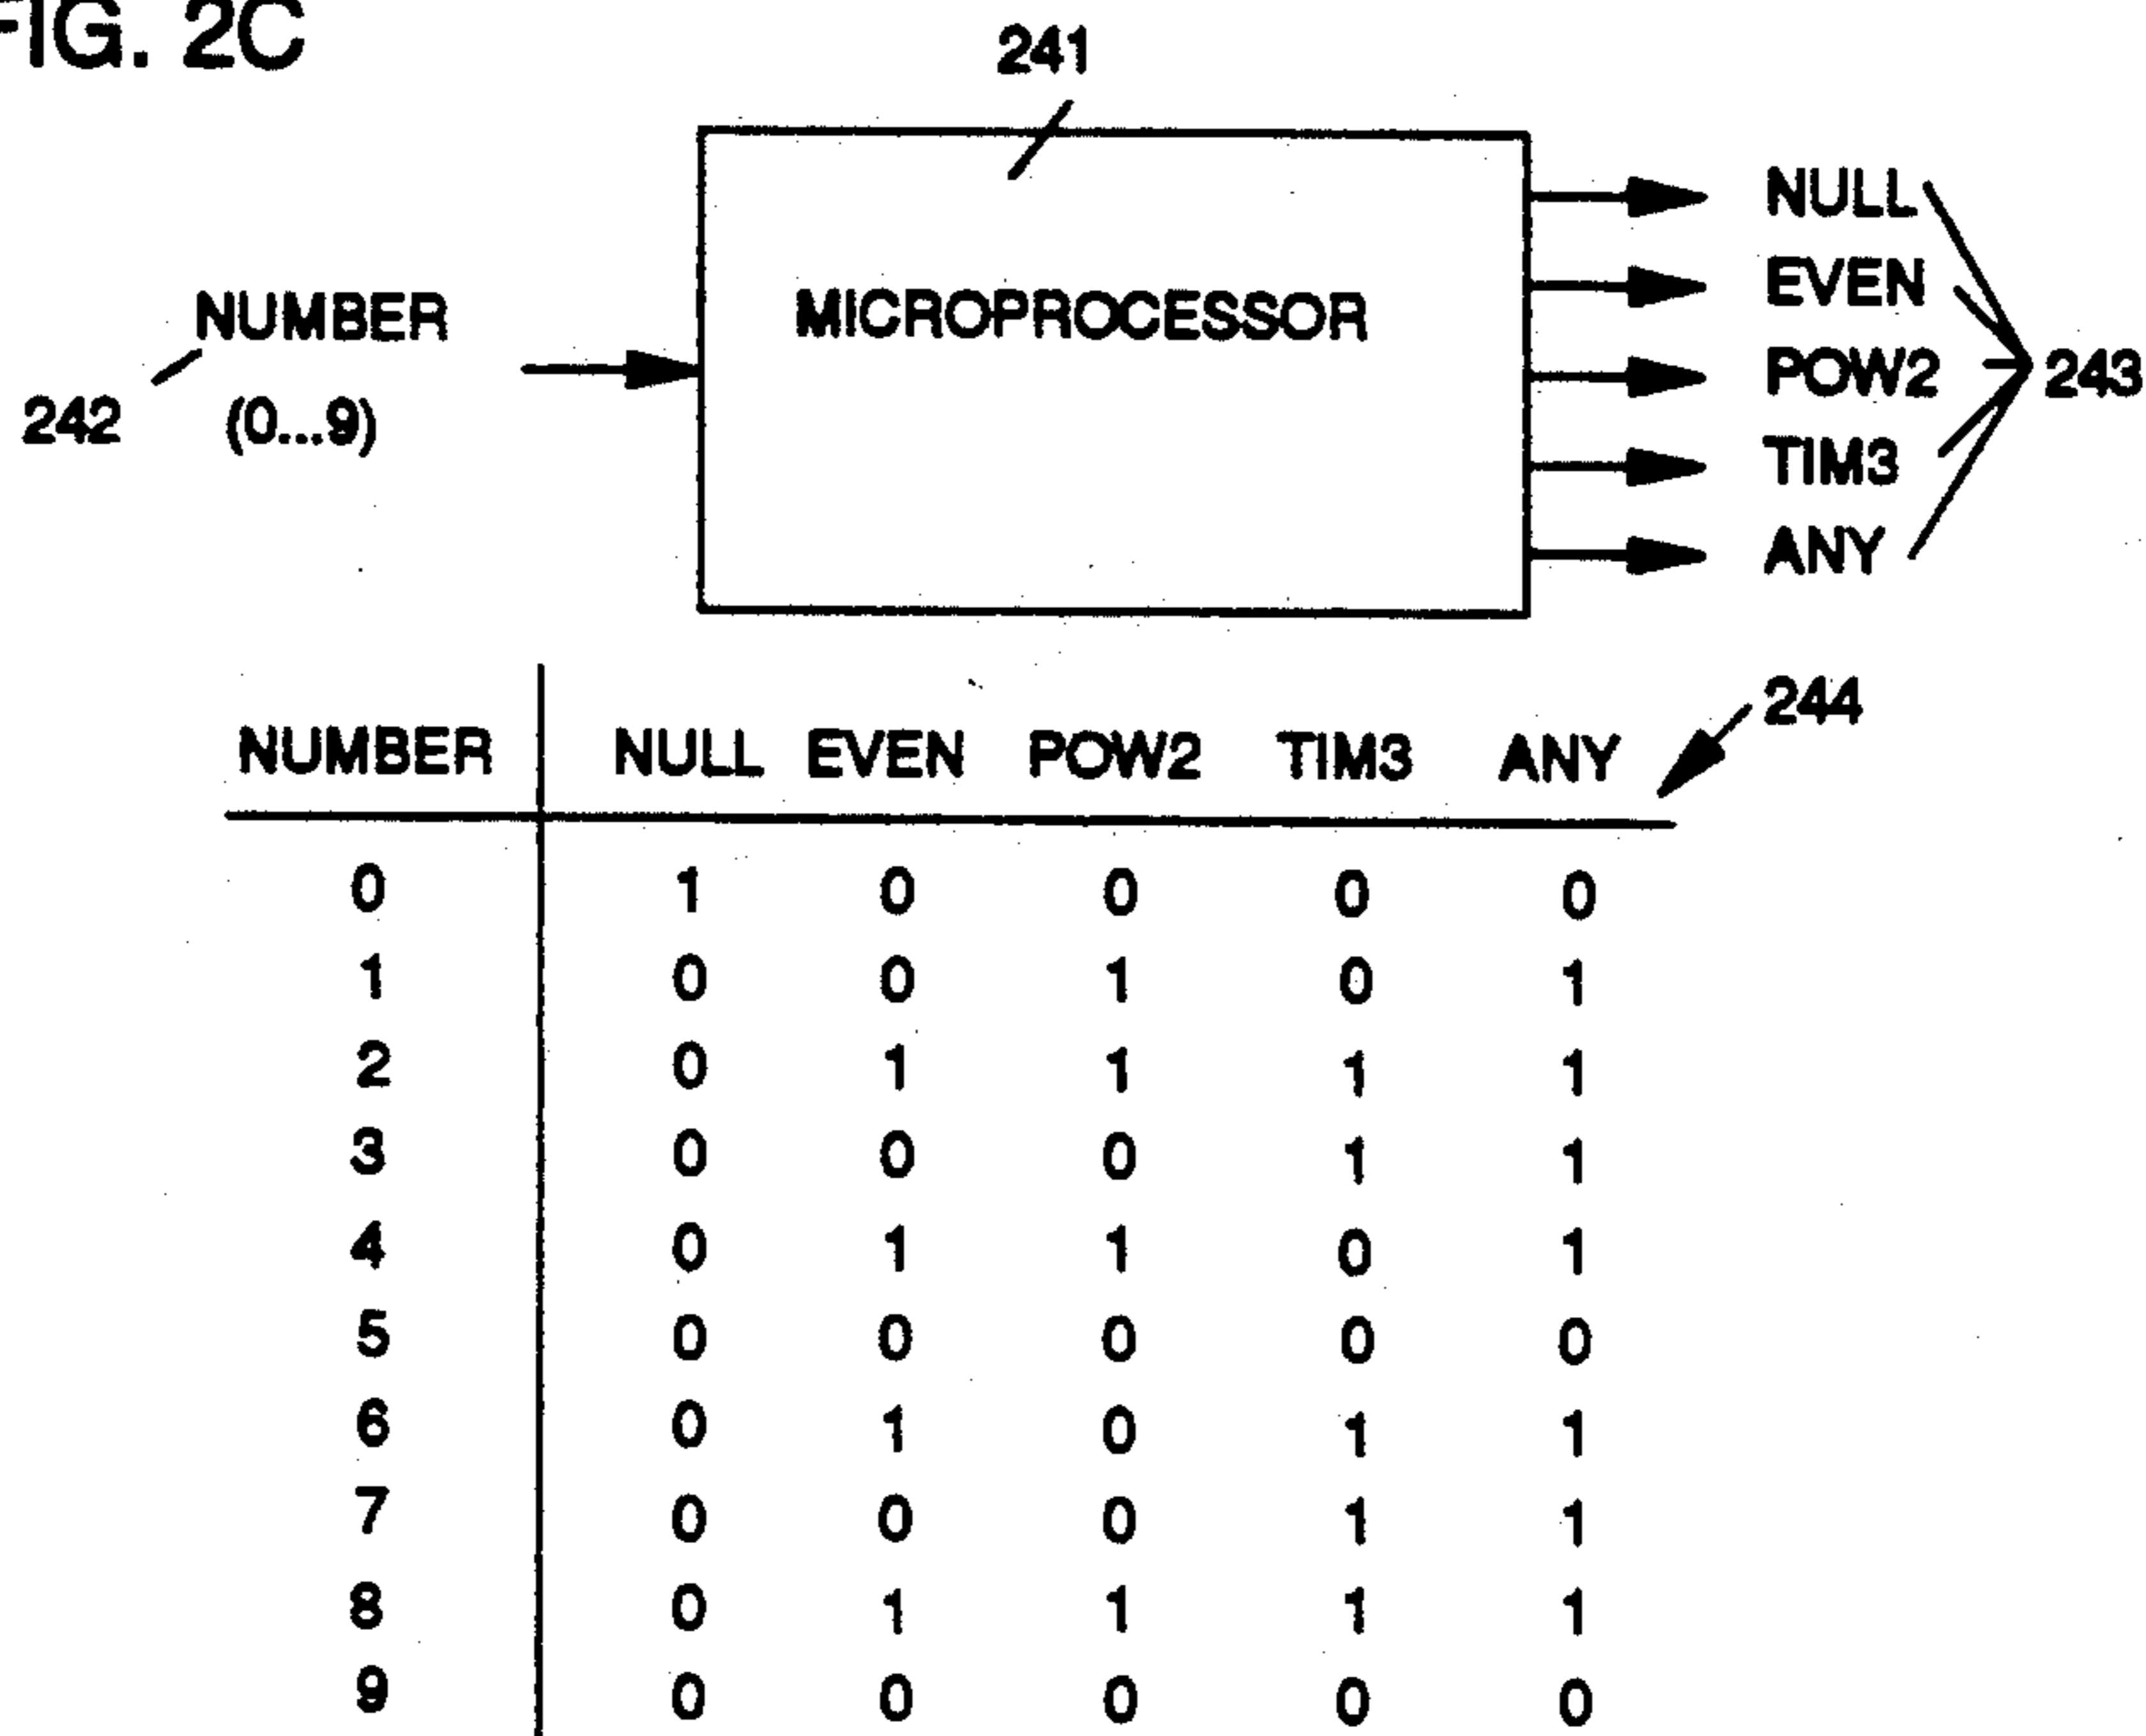 FIG. 2C
241
NULL
EVEN
NUMBER
MICROPROCESSOR
POW2
243
242
(0...9)
TIM3
ANY
244
NUMBER NULL EVEN POW2 TIM3 ANY
0 1 0 0 0 0
1 0 0 1 0 1
2 0 1 1 1 1
3 0 0 0 1 1
4 0 1 1 0 1
5 0 0 0 0 0
6 0 1 0 1 1
7 0 0 0 1 1
8 0 1 1 1 1
9 0 0 0 0 0